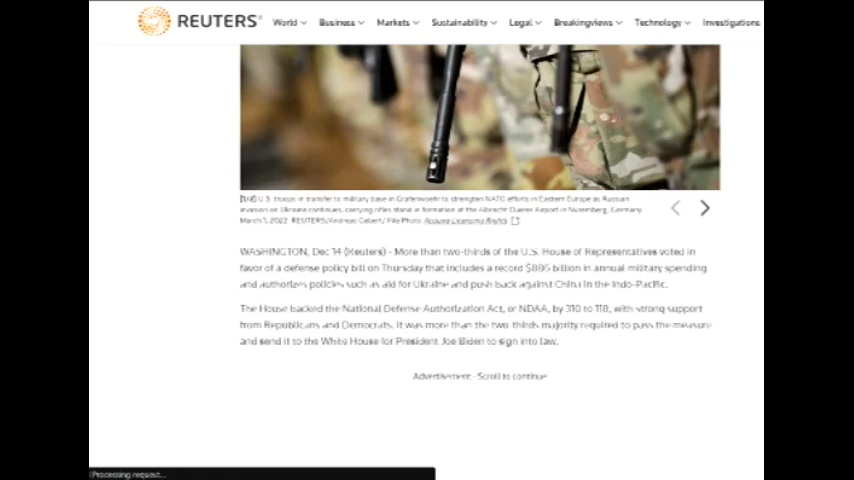 REUTERS® World Business Markets Sustainability Legal Breakingviews Technology Investigations
[1/2] U.S. troops in transfer to military base in Grafenwoehr to strengten NATO efforts in Eastern Europe as Russian
invasion on Ukraine continues, carrying rifles stand in formation at the Albrecht Duerer Airport in Nuremberg, Germany
March 1, 2022. REUTERS/Andreas Gebert/ File Photo Acquire Licensing Rights
WASHINGTON, Dec 14 (Reuters) - More than two-thirds of the U.S. House of Representatives voted in
favor of a defense policy bill on Thursday that includes a record $886 billion in annual military spending
and authorizes policies such as aid for Ukraine and push back against China in the Indo-Pacific.
The House backed the National Defense Authorization Act, or NDAA, by 310 to 118, with strong support
from Republicans and Democrats. It was more than the two-thirds majority required to pass the measure
and send it to the White House for President Joe Biden to sign into law.
Advertisement · Scroll to continue
Processing request...